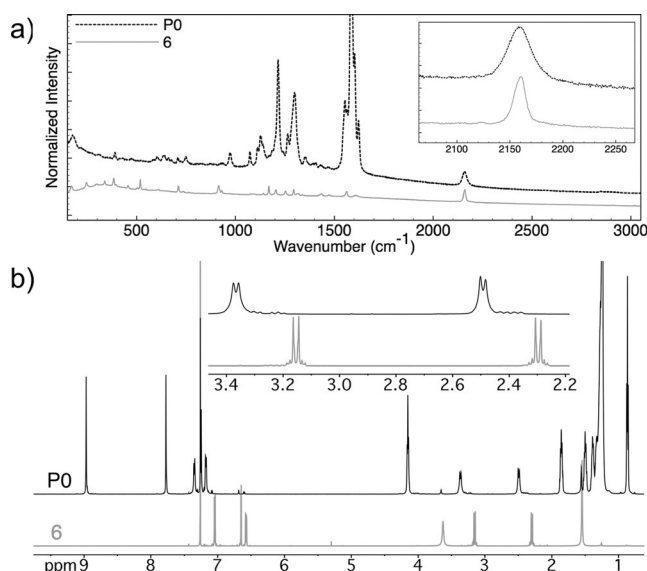 a)
P0
6
Normalized Intensity
2100 2150 2200 2250
500 1000 1500 2000 2500 3000
Wavenumber (cm-1)
b)
3.4 3.2 3.0 2.8 2.6 2.4 2.2
P0
6
ppm 9 8 7 6 5 4 3 2 1